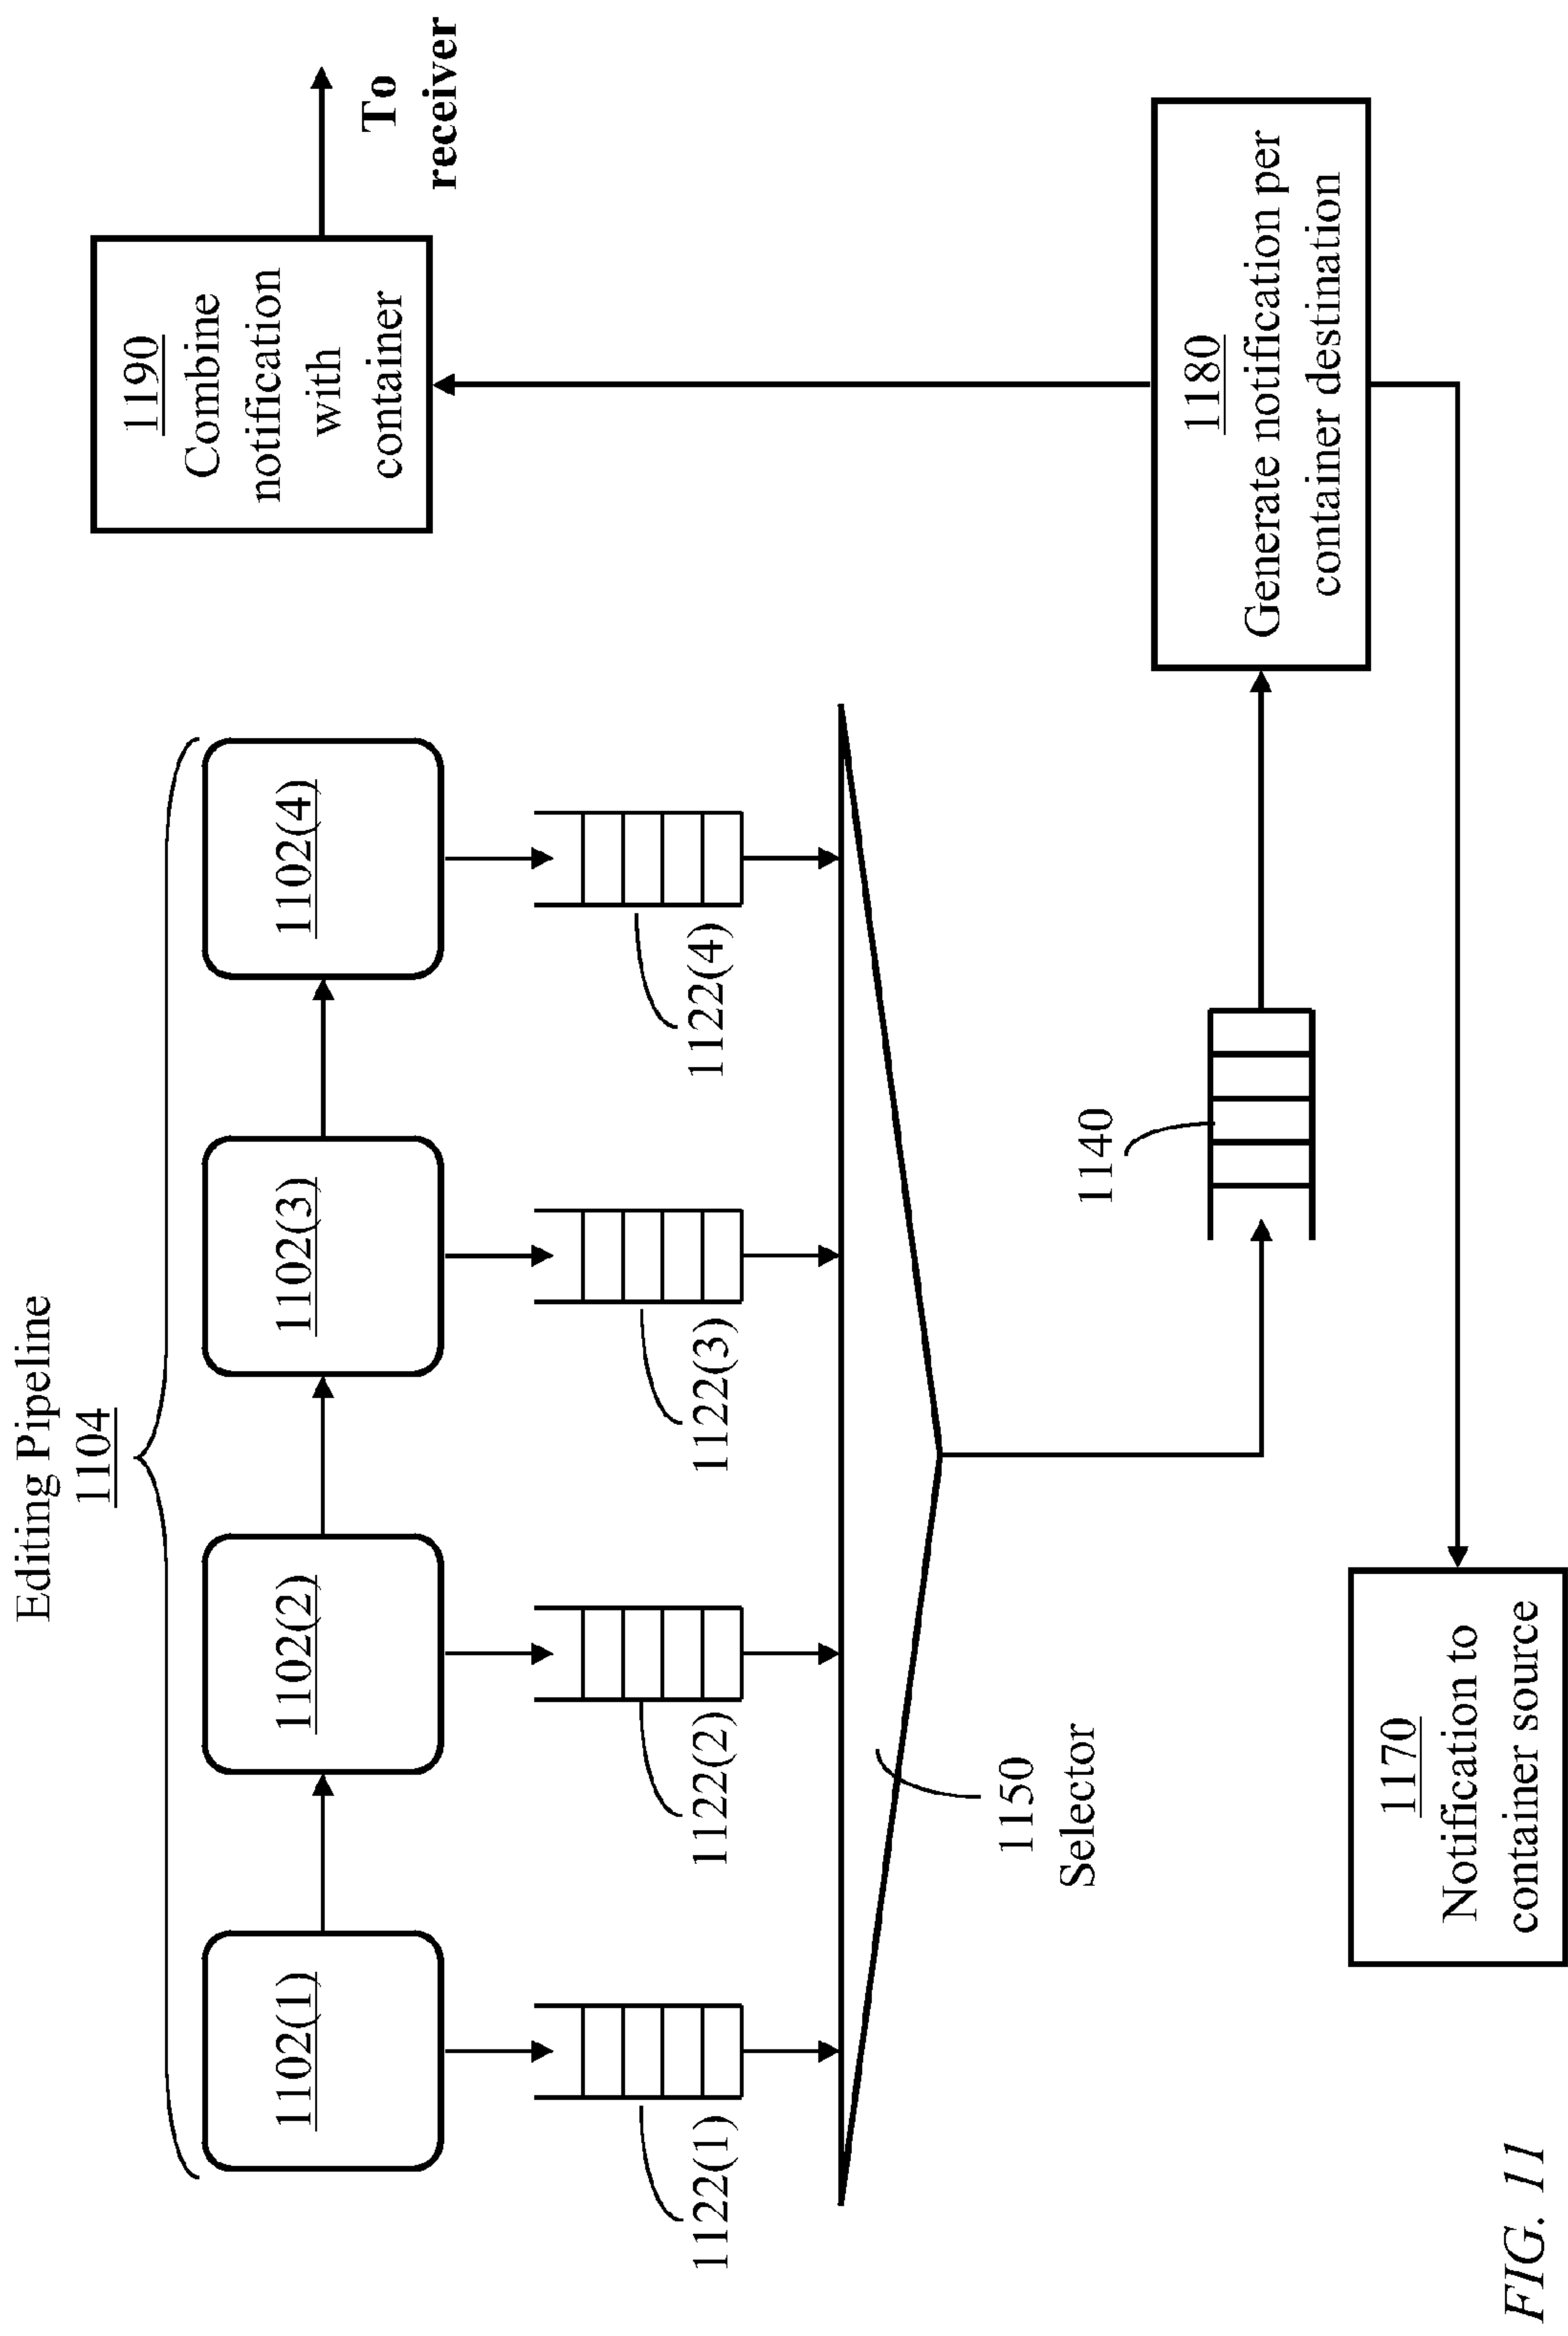 Editing Pipeline
1104
1102(1)
1102(2)
1102(3)
1102(4)
1122(1)
1122(2)
1122(3)
1122(4)
1150
Selector
1140
1190
Combine
notification
with
container
To
receiver
1180
Generate notification per
container destination
1170
Notification to
container source
FIG. 11